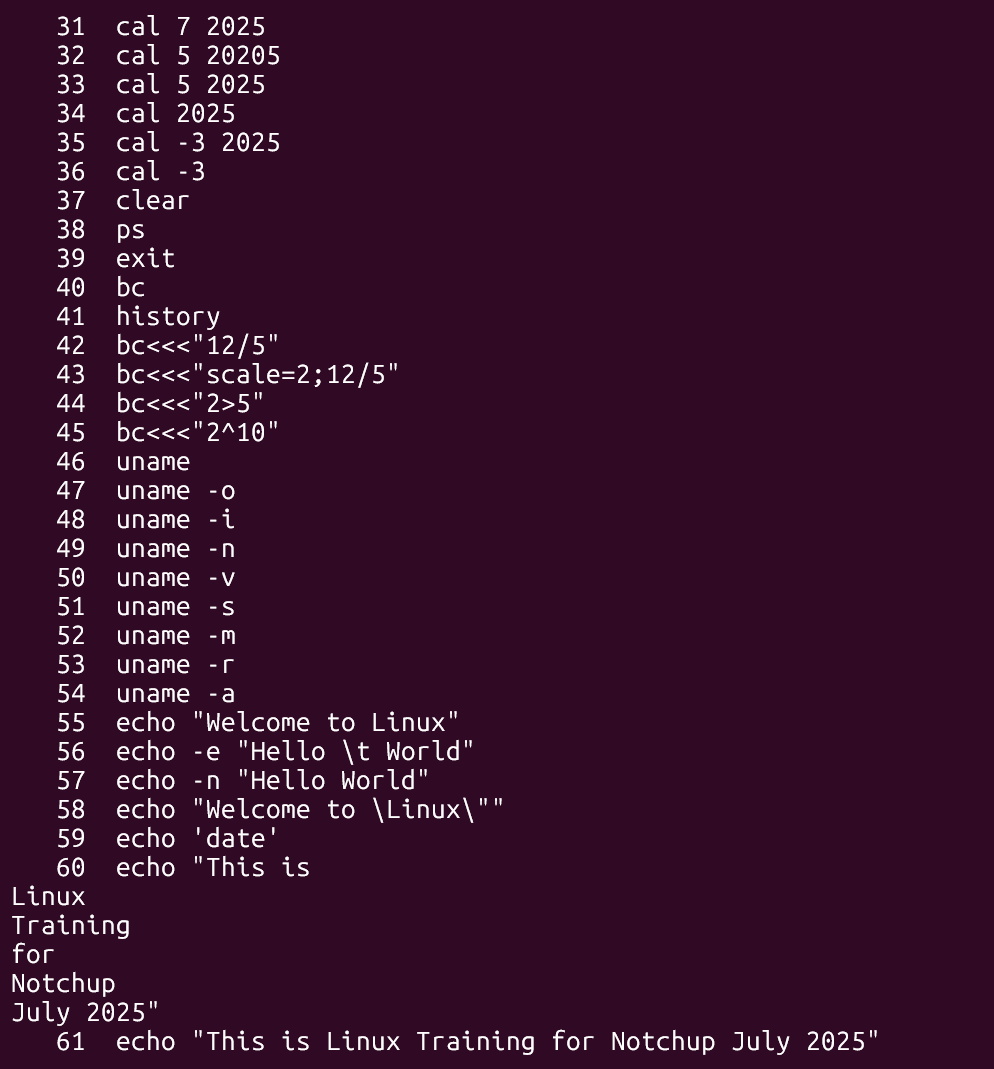 31  cal 7 2025
32  cal 5 20205
33  cal 5 2025
34  cal 2025
35  cal -3 2025
36  cal -3
37  clear
38  ps
39  exit
40  bc
41  history
42  bc<<<"12/5"
43  bc<<<"scale=2;12/5"
44  bc<<<"2>5"
45  bc<<<"2^10"
46  uname
47  uname -o
48  uname -i
49  uname -n
50  uname -v
51  uname -s
52  uname -m
53  uname -r
54  uname -a
55  echo "Welcome to Linux"
56  echo -e "Hello \t World"
57  echo -n "Hello World"
58  echo "Welcome to \Linux\""
59  echo 'date'
60  echo "This is
Linux
Training
for
Notchup
July 2025"
61  echo "This is Linux Training for Notchup July 2025"